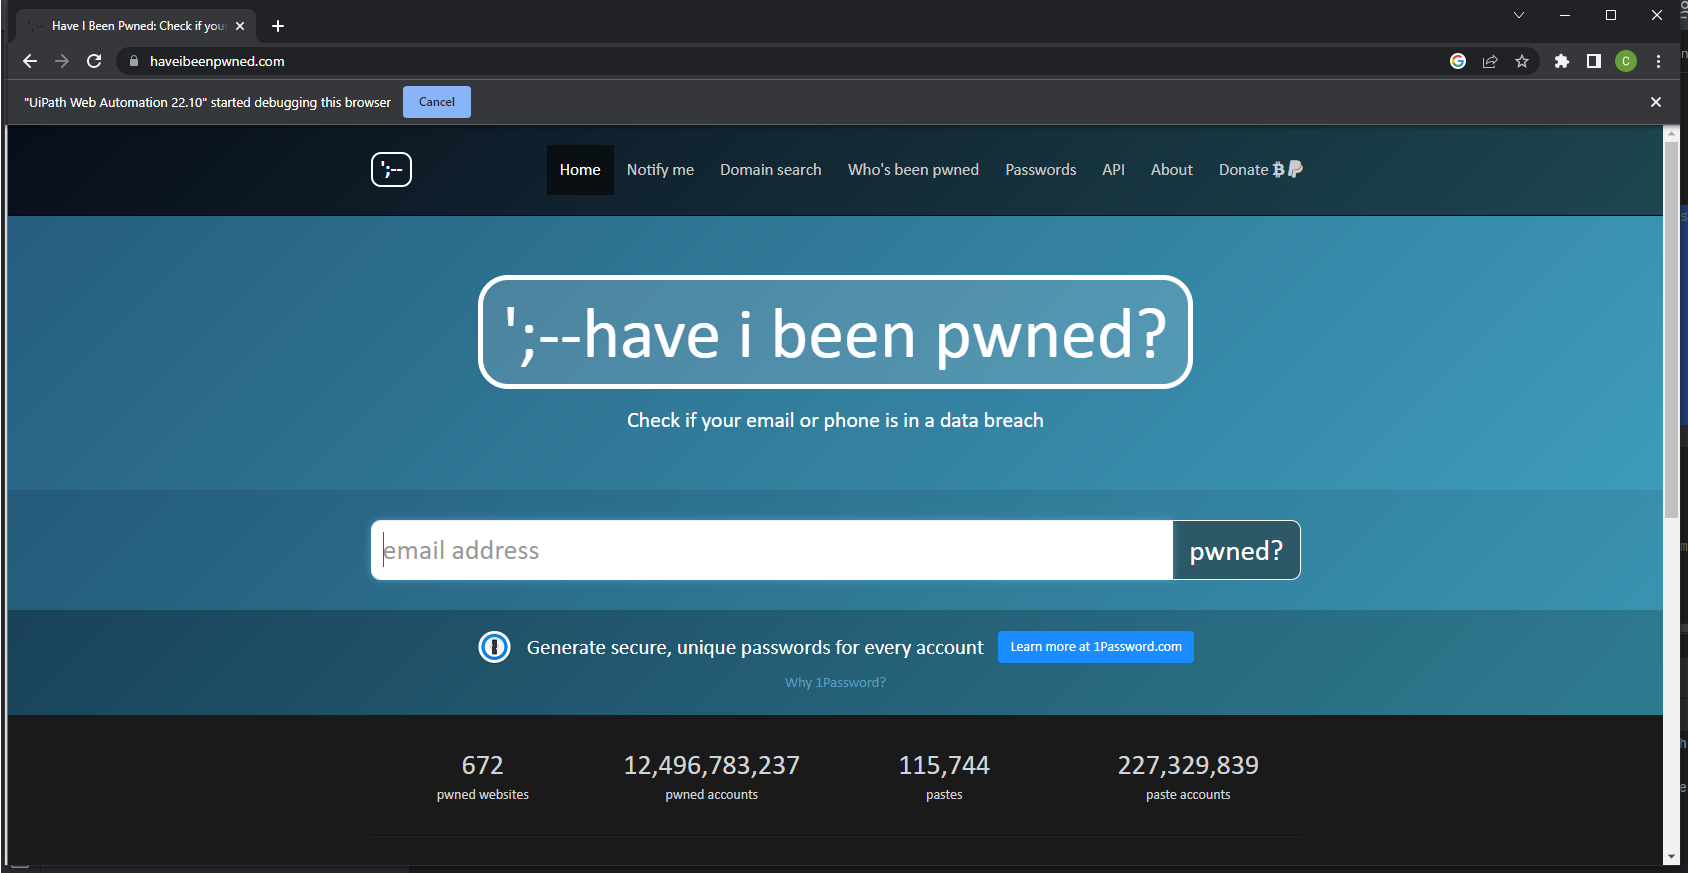 Have I Been Pwned: Check if you
haveibeenpwned.com
C
"UiPath Web Automation 22.10" started debugging this browser
Cancel
';--
Home
Notify me
Domain search
Who's been pwned
Passwords
API
About
Donate
';--have i been pwned?
Check if your email or phone is in a data breach
email address
pwned?
Generate secure, unique passwords for every account
Learn more at 1Password.com
Why 1Password?
672
pwned websites
12,496,783,237
pwned accounts
115,744
pastes
227,329,839
paste accounts